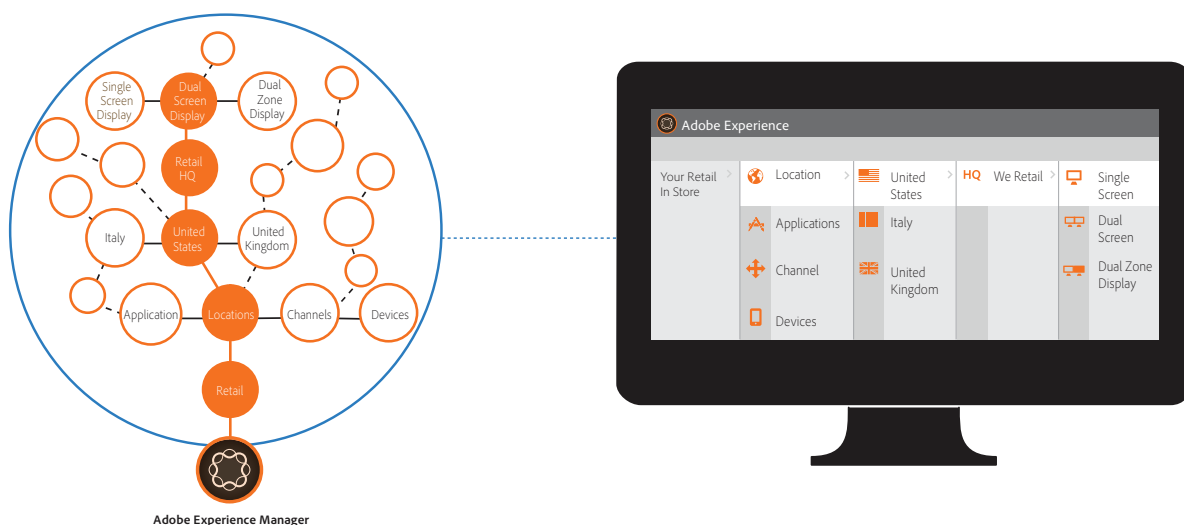 Single
Screen
Display
Dual
Screen
Display
Dual
Zone
Display
Retail
HQ
Italy
United
States
United
Kingdom
Application
Locations
Channels
Devices
Retail
Adobe Experience Manager
Adobe Experience
Your Retail
In Store
Location
Applications
Channel
Devices
United
States
Italy
United
Kingdom
HQ
We Retail
Single
Screen
Dual
Screen
Dual Zone
Display